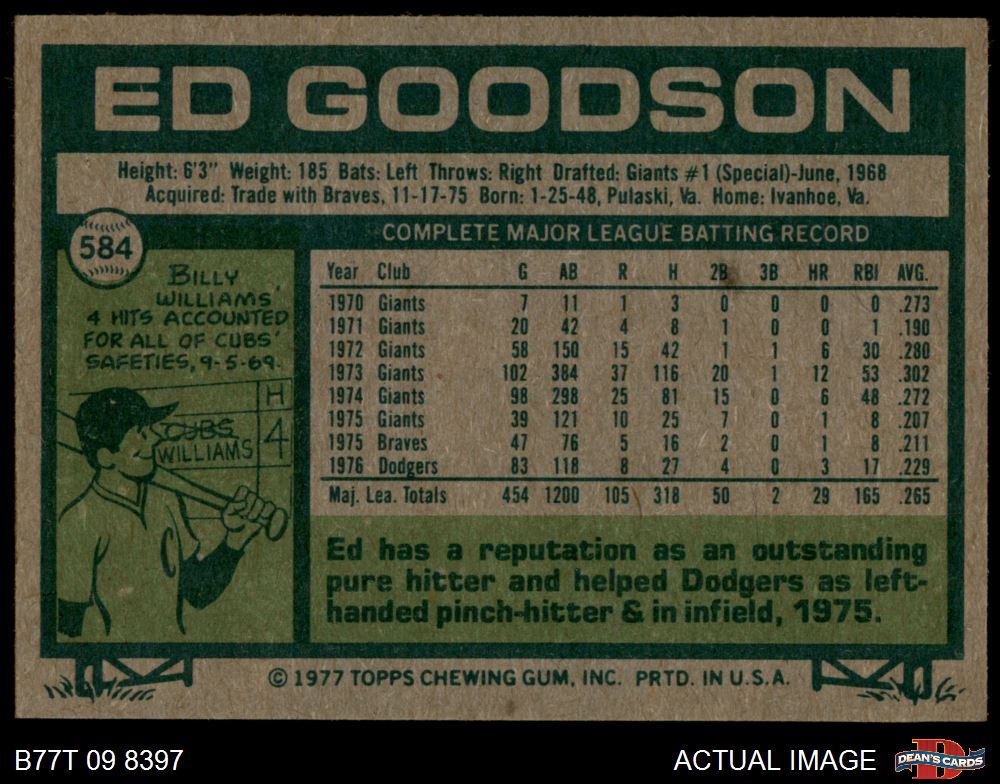 ED GOODSON
Height: 6'3" Weight: 185 Bats: Left Throws: Right Drafted: Giants #1 (Special)-June, 1968
Acquired: Trade with Braves, 11-17-75 Born: 1-25-48, Pulaski, Va. Home: Ivanhoe, Va.
584
BILLY
WILLIAMS'
4 HITS ACCOUNTED
FOR ALL OF CUBS'
SAFETIES, 9-5-69.
H
CUBS
WILLIAMS 4
C
COMPLETE MAJOR LEAGUE BATTING RECORD
Year Club G AB R H 2B 3B HR RBI AVG.
1970 Giants 7 11 1 3 0 0 0 0 .273
1971 Giants 20 42 4 8 1 0 0 1 .190
1972 Giants 58 150 15 42 1 1 6 30 .280
1973 Giants 102 384 37 116 20 1 12 53 .302
1974 Giants 98 298 25 81 15 0 6 48 .272
1975 Giants 39 121 10 25 7 0 1 8 .207
1975 Braves 47 76 5 16 2 0 1 8 .211
1976 Dodgers 83 118 8 27 4 0 3 17 .229
Maj. Lea. Totals 454 1200 105 318 50 2 29 165 .265
Ed has a reputation as an outstanding
pure hitter and helped Dodgers as left-
handed pinch-hitter & in infield, 1975.
© 1977 TOPPS CHEWING GUM, INC. PRTD. IN U.S.A.
B77T 09 8397
ACTUAL IMAGE
D
DEAN'S CARDS